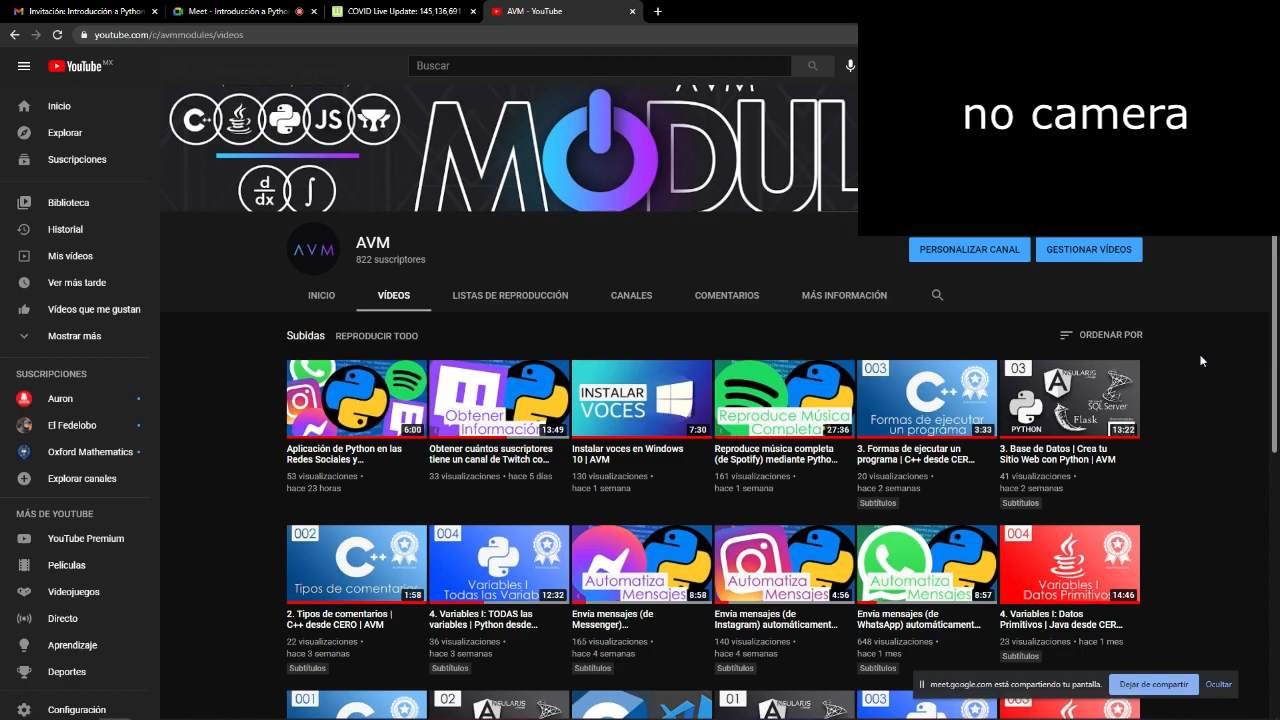 Invitación: Introducción a Pytho
Meet - Introducción a Pytho
COVID Live Update: 145,136,691
AVM - YouTube
youtube.com/c/avmmodules/videos
YouTube MX
Buscar
no camera
Inicio
Explorar
Suscripciones
Biblioteca
Historial
Mis vídeos
Ver más tarde
Vídeos que me gustan
Mostrar más
SUSCRIPCIONES
Auron
El Fedelobo
Oxford Mathematics
Explorar canales
MÁS DE YOUTUBE
YouTube Premium
Películas
Videojuegos
Directo
Aprendizaje
Deportes
Configuración
C++
JS
d/dx ∫
MODUL
AVM
AVM
822 suscriptores
PERSONALIZAR CANAL
GESTIONAR VÍDEOS
INICIO
VÍDEOS
LISTAS DE REPRODUCCIÓN
CANALES
COMENTARIOS
MÁS INFORMACIÓN
Subidas
REPRODUCIR TODO
ORDENAR POR
6:00
Aplicación de Python en las
Redes Sociales y…
53 visualizaciones •
hace 23 horas
Obtener
Información
13:49
Obtener cuántos suscriptores
tiene un canal de Twitch co…
33 visualizaciones • hace 5 días
INSTALAR
VOCES
7:30
Instalar voces en Windows
10 | AVM
130 visualizaciones •
hace 1 semana
Reproduce Música
Completa
27:36
Reproduce música completa
(de Spotify) mediante Pytho…
161 visualizaciones •
hace 1 semana
003
C++
Formas de ejecutar
un programa
3:33
3. Formas de ejecutar un
programa | C++ desde CER…
20 visualizaciones •
hace 2 semanas
Subtítulos
03
ANGULARJS
SQL Server
PYTHON
Flask
13:22
3. Base de Datos | Crea tu
Sitio Web con Python | AVM
41 visualizaciones •
hace 2 semanas
Subtítulos
002
C++
Tipos de comentarios
1:58
2. Tipos de comentarios |
C++ desde CERO | AVM
22 visualizaciones •
hace 3 semanas
Subtítulos
004
Variables I
Todas las Variab
12:32
4. Variables I: TODAS las
variables | Python desde…
36 visualizaciones •
hace 3 semanas
Subtítulos
Automatiza
Mensajes
8:58
Envía mensajes (de
Messenger)…
165 visualizaciones •
hace 4 semanas
Subtítulos
Automatiza
Mensajes
4:56
Envía mensajes (de
Instagram) automáticament…
140 visualizaciones •
hace 4 semanas
Subtítulos
Automatiza
Mensajes
8:57
Envía mensajes (de
WhatsApp) automáticament…
648 visualizaciones •
hace 1 mes
Subtítulos
004
Variables I
Datos Primitivos
14:46
4. Variables I: Datos
Primitivos | Java desde CER…
23 visualizaciones • hace 1 mes
Subtítulos
001
02
01
003
meet.google.com está compartiendo tu pantalla.
Dejar de compartir
Ocultar